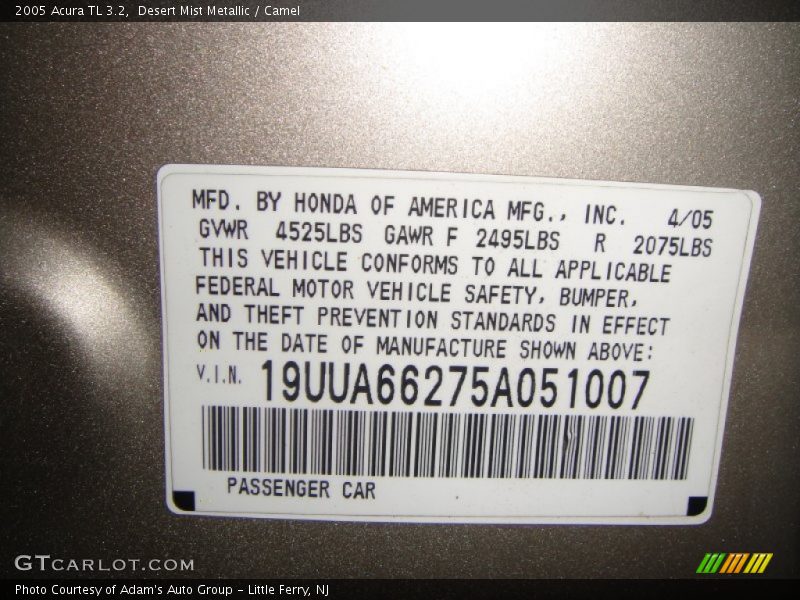 2005 Acura TL 3.2, Desert Mist Metallic / Camel
MFD. BY HONDA OF AMERICA MFG., INC. 4/05
GVWR 4525LBS GAWR F 2495LBS R 2075LBS
THIS VEHICLE CONFORMS TO ALL APPLICABLE
FEDERAL MOTOR VEHICLE SAFETY, BUMPER,
AND THEFT PREVENTION STANDARDS IN EFFECT
ON THE DATE OF MANUFACTURE SHOWN ABOVE:
V.I.N. 19UUA66275A051007
PASSENGER CAR
GTCARLOT.COM
Photo Courtesy of Adam's Auto Group - Little Ferry, NJ